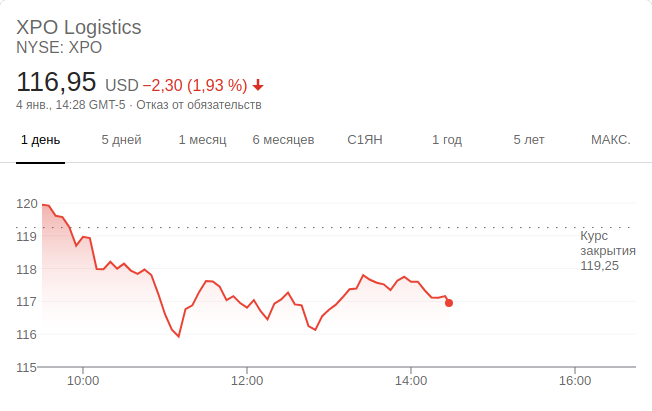 XPO Logistics
NYSE: XPO
116,95 USD −2,30 (1,93 %)
4 янв., 14:28 GMT-5 · Отказ от обязательств
1 день 5 дней 1 месяц 6 месяцев С1ЯН 1 год 5 лет МАКС.
120
119
118
117
116
115
Курс
закрытия
119,25
10:00 12:00 14:00 16:00